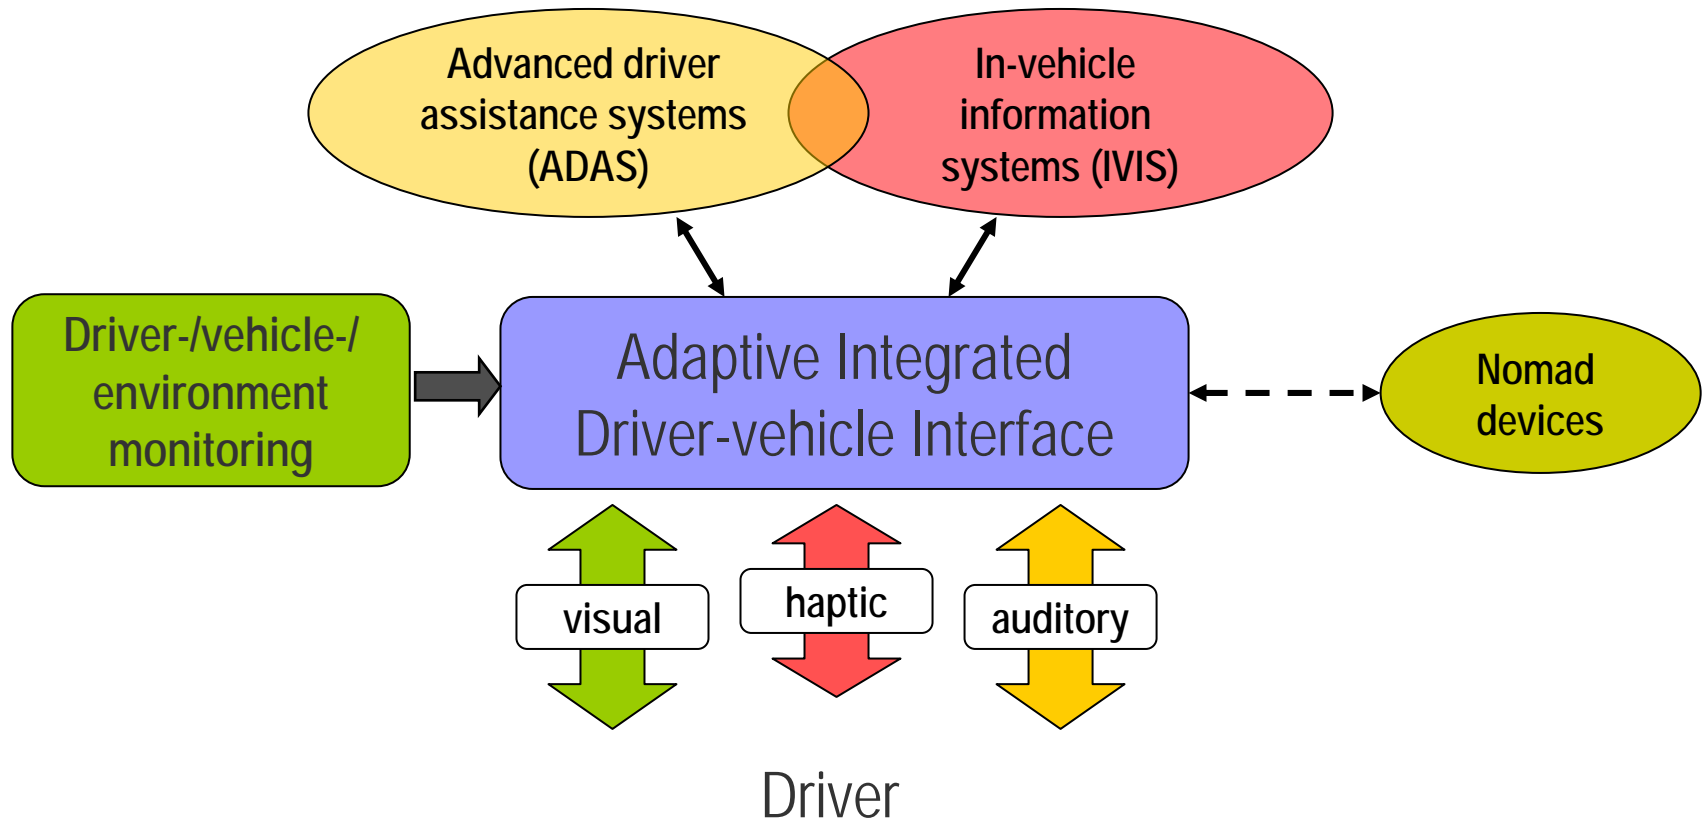 Advanced driver
assistance systems
(ADAS)
In-vehicle
information
systems (IVIS)
Driver-/vehicle-/
environment
monitoring
Adaptive Integrated
Driver-vehicle Interface
Nomad
devices
visual
haptic
auditory
Driver